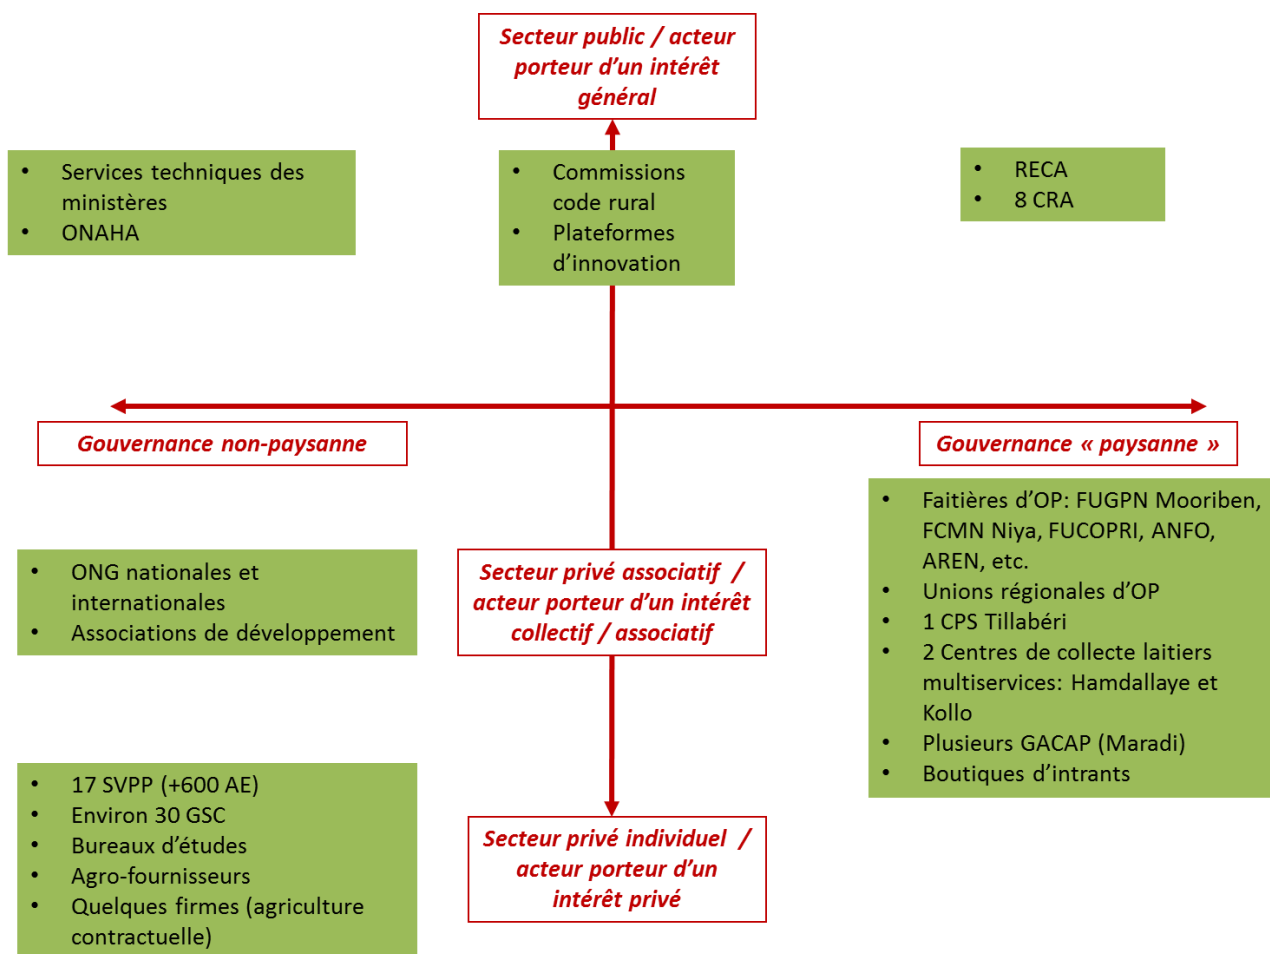 Secteur public / acteur
porteur d’un intérêt
général
• Services techniques des
ministères
• ONAHA
• Commissions
code rural
• Plateformes
d’innovation
• RECA
• 8 CRA
Gouvernance non-paysanne
Gouvernance « paysanne »
• ONG nationales et
internationales
• Associations de développement
Secteur privé associatif /
acteur porteur d’un intérêt
collectif / associatif
• Faitières d’OP: FUGPN Mooriben,
FCMN Niya, FUCOPRI, ANFO,
AREN, etc.
• Unions régionales d’OP
• 1 CPS Tillabéri
• 2 Centres de collecte laitiers
multiservices: Hamdallaye et
Kollo
• Plusieurs GACAP (Maradi)
• Boutiques d’intrants
• 17 SVPP (+600 AE)
• Environ 30 GSC
• Bureaux d’études
• Agro-fournisseurs
• Quelques firmes (agriculture
contractuelle)
Secteur privé individuel /
acteur porteur d’un
intérêt privé